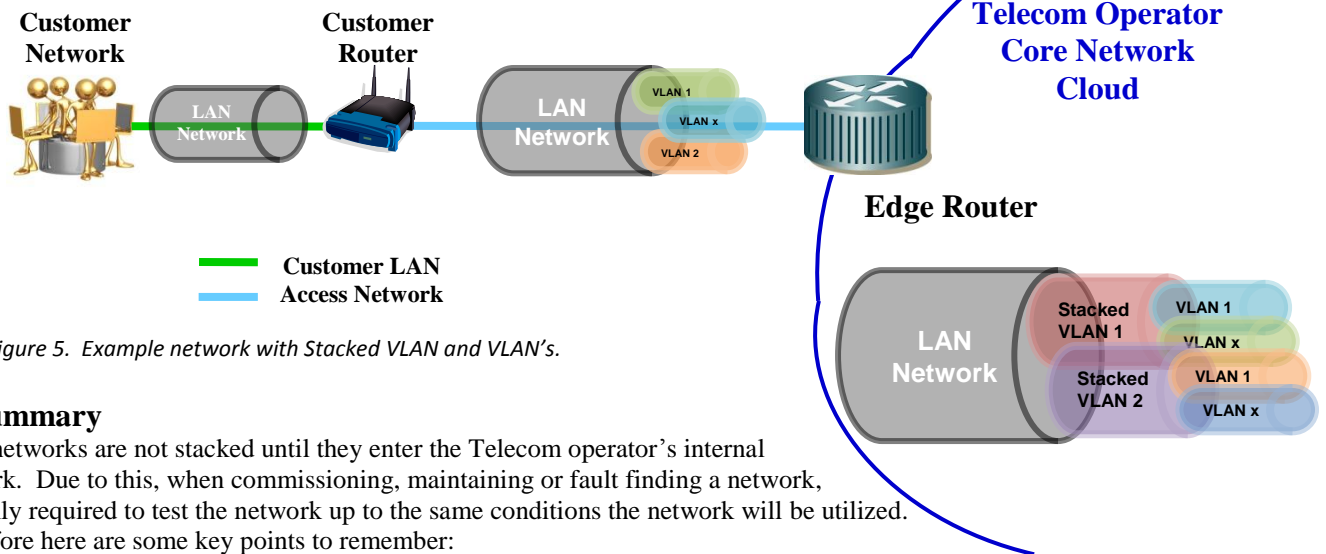 Customer
Network
Customer
Router
Telecom Operator
Core Network
Cloud
LAN
Network
LAN
Network
VLAN 1
VLAN x
VLAN 2
Edge Router
Customer LAN
Access Network
LAN
Network
Stacked
VLAN 1
Stacked
VLAN 2
VLAN 1
VLAN x
VLAN 1
VLAN x
igure 5. Example network with Stacked VLAN and VLAN's.
ummary
networks are not stacked until they enter the Telecom operator's internal
rk. Due to this, when commissioning, maintaining or fault finding a network,
ly required to test the network up to the same conditions the network will be utilized.
fore here are some key points to remember: